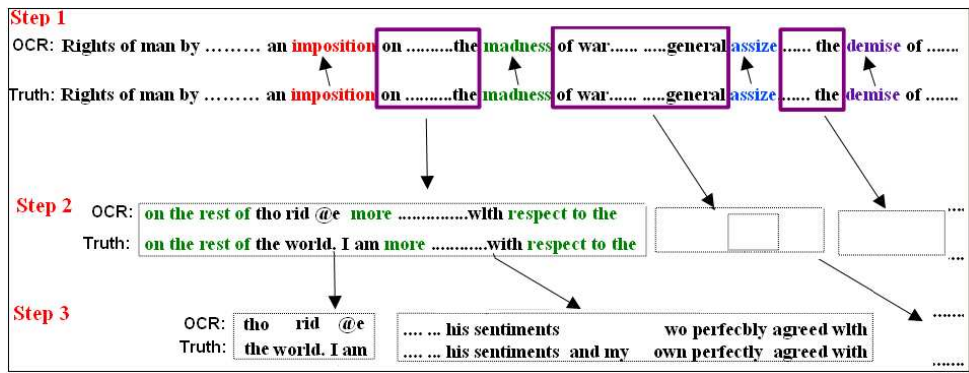 Step 1
OCR: Rights of man by ......... an imposition on ..........the madness of war...... .....general assize ...... the demise of .......
Truth: Rights of man by ......... an imposition on ..........the madness of war...... .....general assize ...... the demise of .......
Step 2
OCR: on the rest of tho rid @e more ...............wlth respect to the
.....
Truth: on the rest of the world. I am more ............with respect to the
.....
Step 3
.......
OCR: tho rid @e .... ... his sentiments wo perfecbly agreed wlth
Truth: the world. I am .... ... his sentiments and my own perfectly agreed with
.......